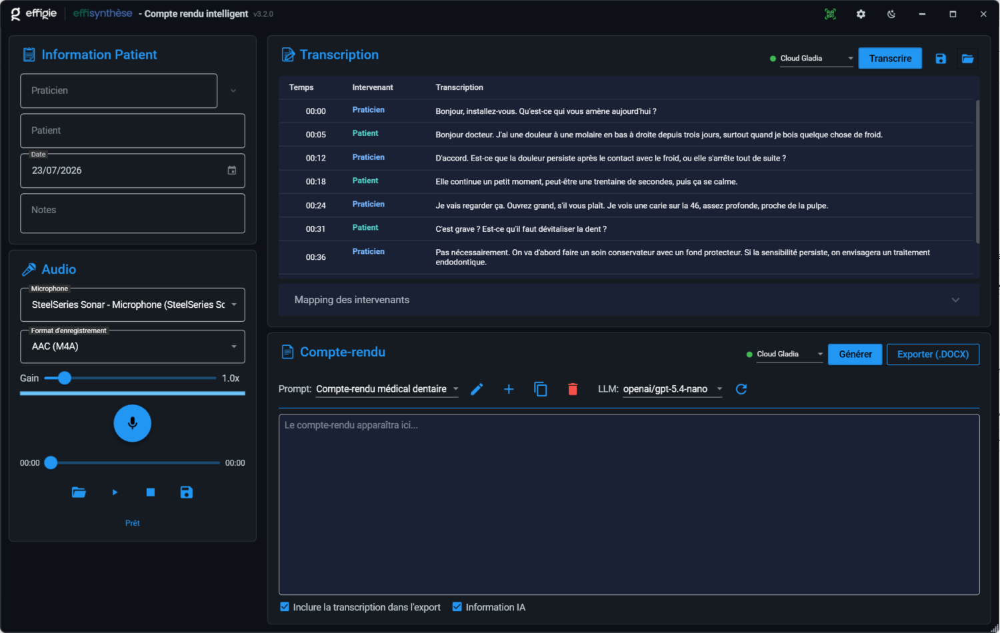 effigie effisynthèse - Compte rendu intelligent v3.2.0
Information Patient
Praticien
Patient
Date
23/07/2026
Notes
Audio
Microphone
SteelSeries Sonar - Microphone (SteelSeries Sc
Format d'enregistrement
AAC (M4A)
Gain 1.0x
00:00 00:00
Prêt
Transcription
Cloud Gladia Transcrire
Temps Intervenant Transcription
00:00 Praticien Bonjour, installez-vous. Qu'est-ce qui vous amène aujourd'hui ?
00:05 Patient Bonjour docteur. J'ai une douleur à une molaire en bas à droite depuis trois jours, surtout quand je bois quelque chose de froid.
00:12 Praticien D'accord. Est-ce que la douleur persiste après le contact avec le froid, ou elle s'arrête tout de suite ?
00:18 Patient Elle continue un petit moment, peut-être une trentaine de secondes, puis ça se calme.
00:24 Praticien Je vais regarder ça. Ouvrez grand, s'il vous plaît. Je vois une carie sur la 46, assez profonde, proche de la pulpe.
00:31 Patient C'est grave ? Est-ce qu'il faut dévitaliser la dent ?
00:36 Praticien Pas nécessairement. On va d'abord faire un soin conservateur avec un fond protecteur. Si la sensibilité persiste, on envisagera un traitement
endodontique.
Mapping des intervenants
Compte-rendu
Cloud Gladia Générer Exporter (.DOCX)
Prompt: Compte-rendu médical dentaire LLM: openai/gpt-5.4-nano
Le compte-rendu apparaîtra ici...
Inclure la transcription dans l'export Information IA